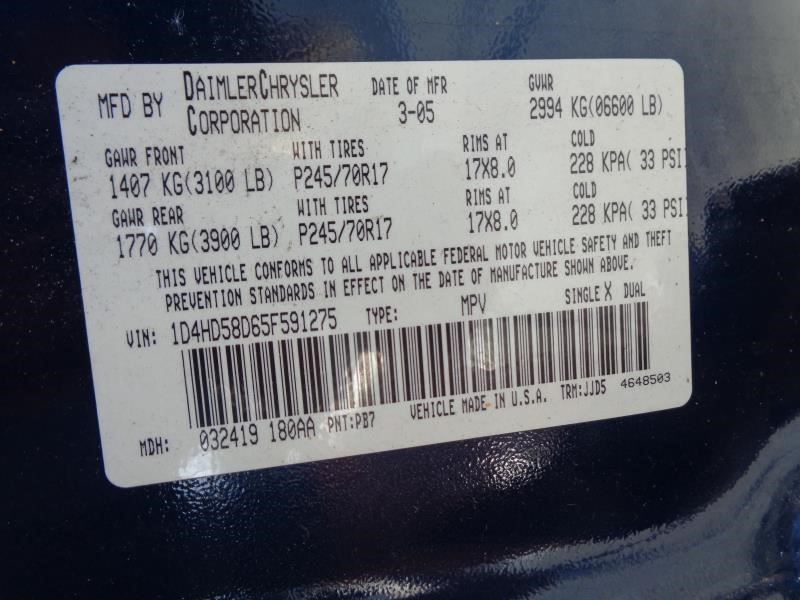 MFD BY DAIMLERCHRYSLER CORPORATION DATE OF MFR 3-05 GVWR 2994 KG(06600 LB)
GAWR FRONT WITH TIRES RIMS AT COLD
1407 KG(3100 LB) P245/70R17 17X8.0 228 KPA( 33 PSI
GAWR REAR WITH TIRES RIMS AT COLD
1770 KG(3900 LB) P245/70R17 17X8.0 228 KPA( 33 PSI
THIS VEHICLE CONFORMS TO ALL APPLICABLE FEDERAL MOTOR VEHICLE SAFETY AND THEFT
PREVENTION STANDARDS IN EFFECT ON THE DATE OF MANUFACTURE SHOWN ABOVE.
VIN: 1D4HD58D65F591275 TYPE: MPV SINGLE X DUAL
MDH: 032419 180AA PNT:PB7 VEHICLE MADE IN U.S.A. TRM:JJD5 4648503